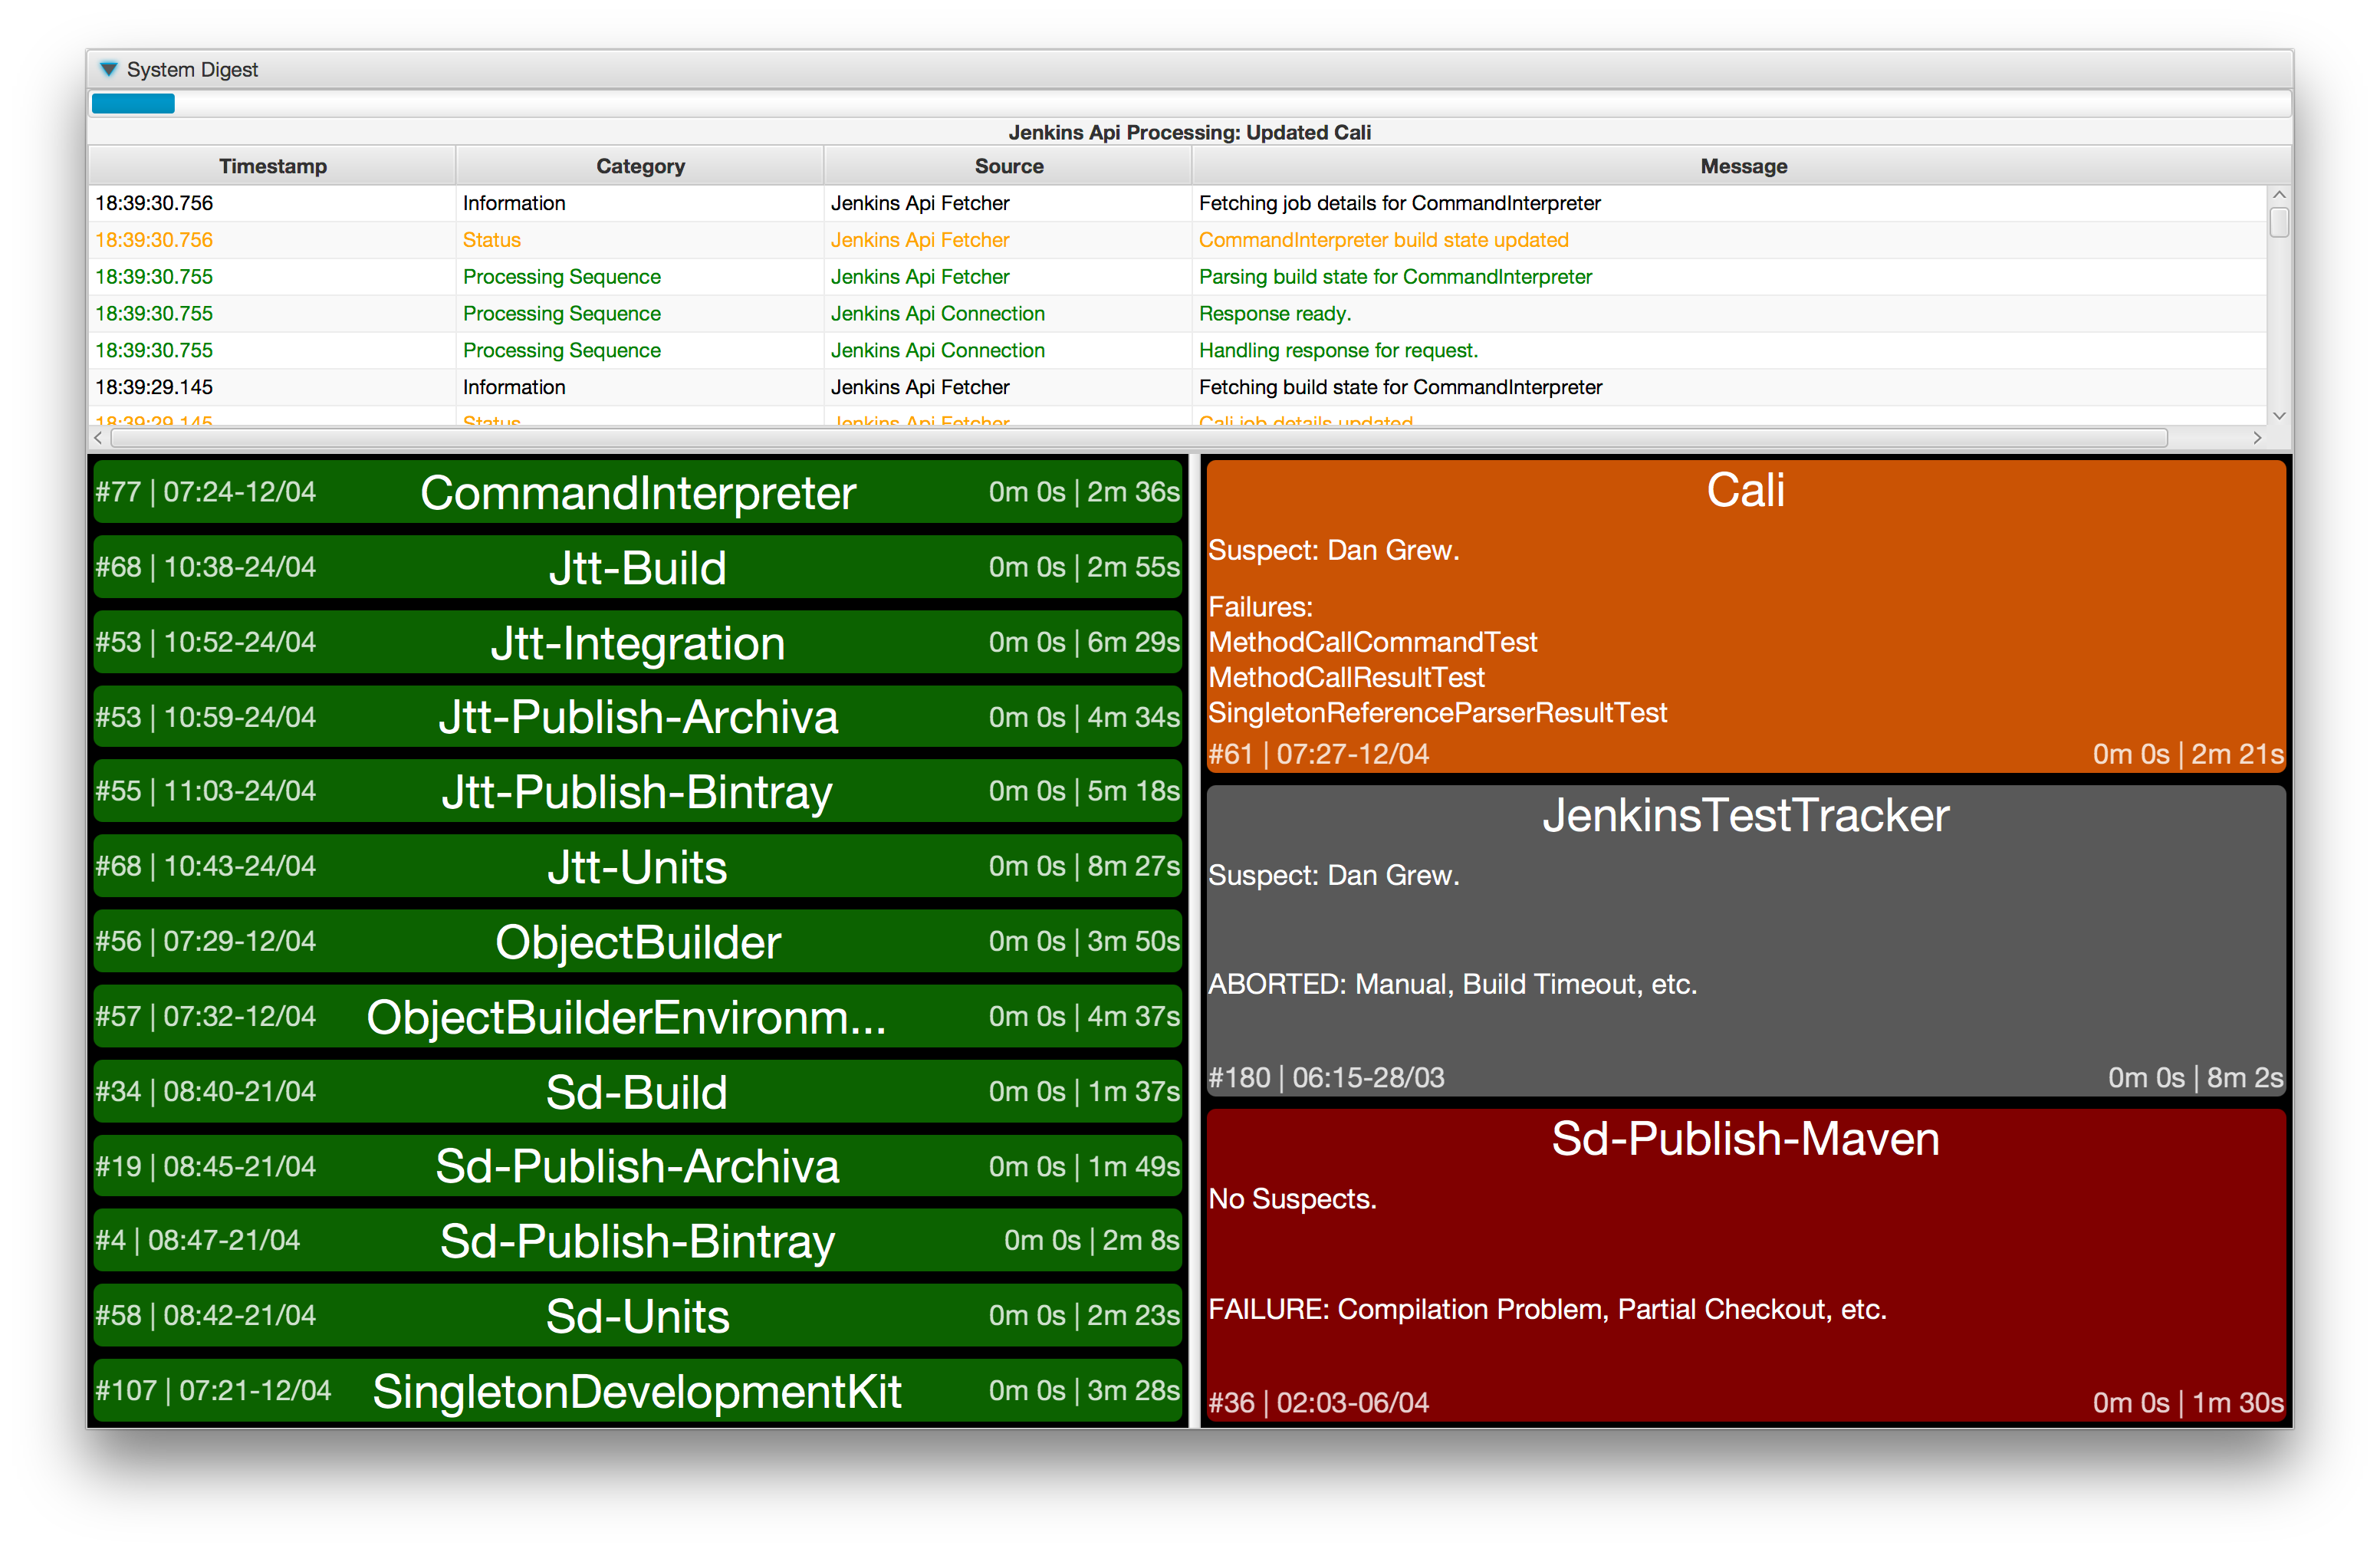 System Digest
Jenkins Api Processing: Updated Cali
Timestamp Category Source Message
18:39:30.756 Information Jenkins Api Fetcher Fetching job details for CommandInterpreter
18:39:30.756 Status Jenkins Api Fetcher CommandInterpreter build state updated
18:39:30.755 Processing Sequence Jenkins Api Fetcher Parsing build state for CommandInterpreter
18:39:30.755 Processing Sequence Jenkins Api Connection Response ready.
18:39:30.755 Processing Sequence Jenkins Api Connection Handling response for request.
18:39:29.145 Information Jenkins Api Fetcher Fetching build state for CommandInterpreter
18:39:29.145 Status Jenkins Api Fetcher Cali job details updated
#77 | 07:24-12/04 CommandInterpreter 0m 0s | 2m 36s
#68 | 10:38-24/04 Jtt-Build 0m 0s | 2m 55s
#53 | 10:52-24/04 Jtt-Integration 0m 0s | 6m 29s
#53 | 10:59-24/04 Jtt-Publish-Archiva 0m 0s | 4m 34s
#55 | 11:03-24/04 Jtt-Publish-Bintray 0m 0s | 5m 18s
#68 | 10:43-24/04 Jtt-Units 0m 0s | 8m 27s
#56 | 07:29-12/04 ObjectBuilder 0m 0s | 3m 50s
#57 | 07:32-12/04 ObjectBuilderEnvironm... 0m 0s | 4m 37s
#34 | 08:40-21/04 Sd-Build 0m 0s | 1m 37s
#19 | 08:45-21/04 Sd-Publish-Archiva 0m 0s | 1m 49s
#4 | 08:47-21/04 Sd-Publish-Bintray 0m 0s | 2m 8s
#58 | 08:42-21/04 Sd-Units 0m 0s | 2m 23s
#107 | 07:21-12/04 SingletonDevelopmentKit 0m 0s | 3m 28s
Cali
Suspect: Dan Grew.
Failures:
MethodCallCommandTest
MethodCallResultTest
SingletonReferenceParserResultTest
#61 | 07:27-12/04 0m 0s | 2m 21s
JenkinsTestTracker
Suspect: Dan Grew.
ABORTED: Manual, Build Timeout, etc.
#180 | 06:15-28/03 0m 0s | 8m 2s
Sd-Publish-Maven
No Suspects.
FAILURE: Compilation Problem, Partial Checkout, etc.
#36 | 02:03-06/04 0m 0s | 1m 30s